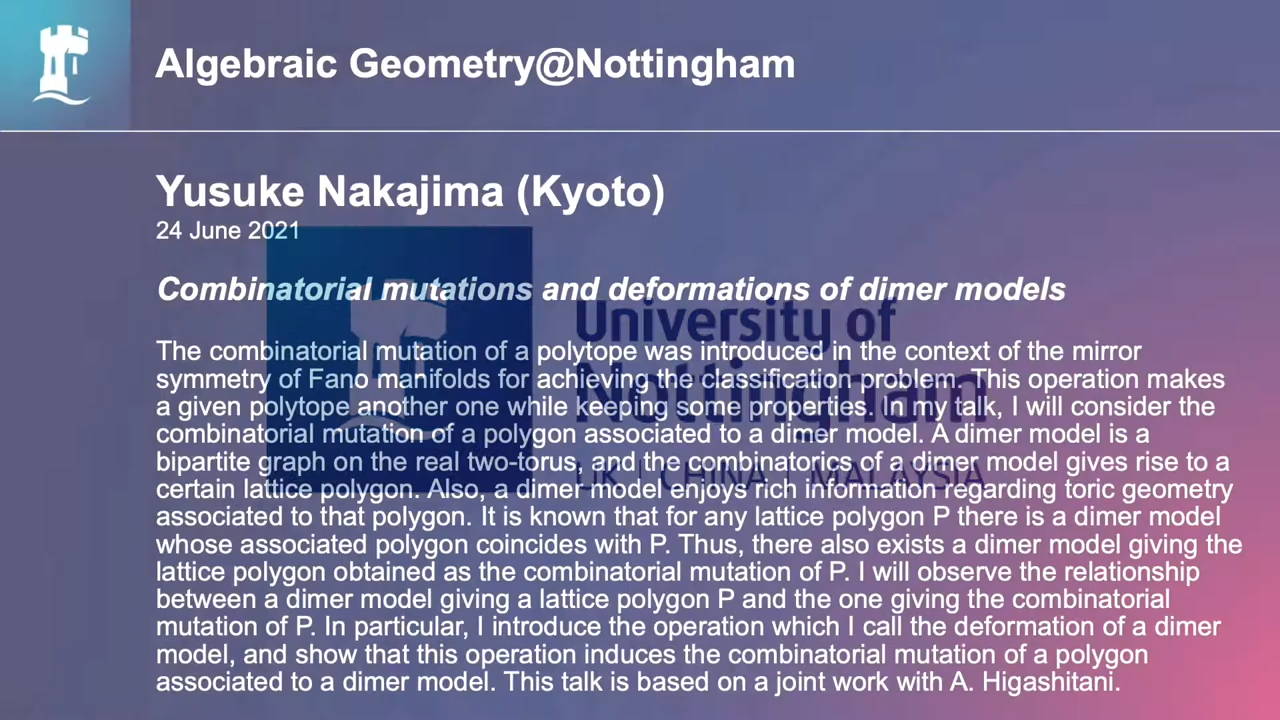 Algebraic Geometry@Nottingham
Yusuke Nakajima (Kyoto)
24 June 2021
Combinatorial mutations and deformations of dimer models
The combinatorial mutation of a polytope was introduced in the context of the mirror
symmetry of Fano manifolds for achieving the classification problem. This operation makes
a given polytope another one while keeping some properties. In my talk, I will consider the
combinatorial mutation of a polygon associated to a dimer model. A dimer model is a
bipartite graph on the real two-torus, and the combinatorics of a dimer model gives rise to a
certain lattice polygon. Also, a dimer model enjoys rich information regarding toric geometry
associated to that polygon. It is known that for any lattice polygon P there is a dimer model
whose associated polygon coincides with P. Thus, there also exists a dimer model giving the
lattice polygon obtained as the combinatorial mutation of P. I will observe the relationship
between a dimer model giving a lattice polygon P and the one giving the combinatorial
mutation of P. In particular, I introduce the operation which I call the deformation of a dimer
model, and show that this operation induces the combinatorial mutation of a polygon
associated to a dimer model. This talk is based on a joint work with A. Higashitani.
University of
Nottingham
UK | CHINA | MALAYSIA